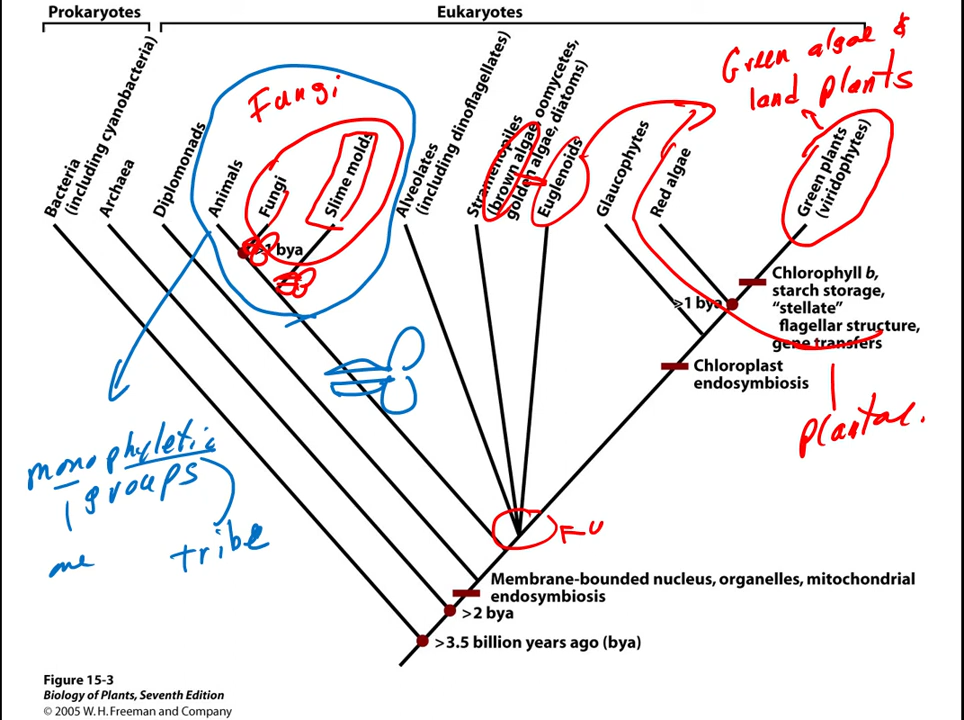 Prokaryotes
Eukaryotes
Bacteria
(including cyanobacteria)
Archaea
Diplomonads
Animals
Fungi
Slime molds
Alveolates
(including dinoflagellates)
Stramenopiles
(brown algae, oomycetes,
golden algae, diatoms)
Euglenoids
Glaucophytes
Red algae
Green plants
(viridophytes)
Fungi
Green algae &
land plants
>1 bya
>1 bya
Chlorophyll b,
starch storage,
"stellate"
flagellar structure,
gene transfers
Chloroplast
endosymbiosis
monophyletic
groups
one
tribe
Membrane-bounded nucleus, organelles, mitochondrial
endosymbiosis
>2 bya
>3.5 billion years ago (bya)
Figure 15-3
Biology of Plants, Seventh Edition
© 2005 W. H. Freeman and Company